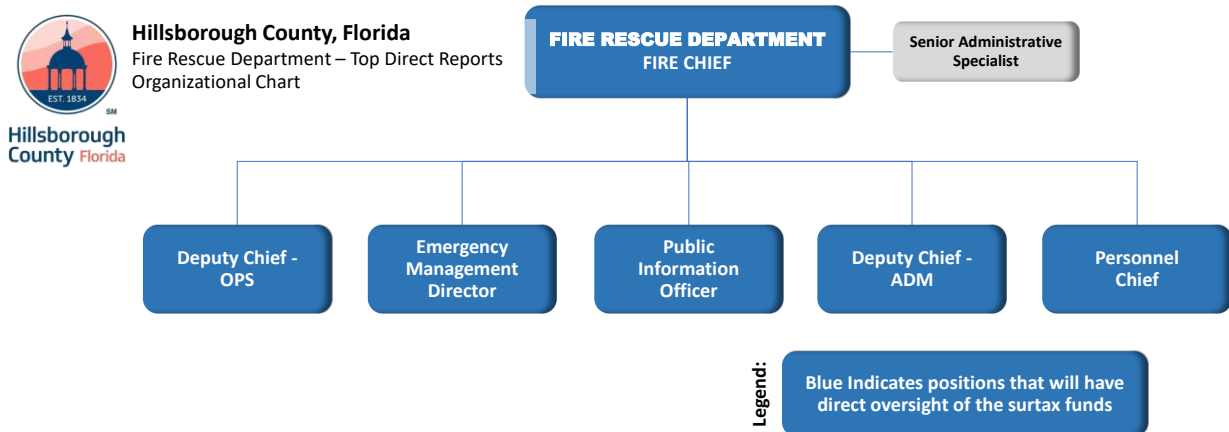 Hillsborough County, Florida
Fire Rescue Department – Top Direct Reports
Organizational Chart
EST. 1834
SM
Hillsborough
County Florida
FIRE RESCUE DEPARTMENT
FIRE CHIEF
Senior Administrative
Specialist
Deputy Chief -
OPS
Emergency
Management
Director
Public
Information
Officer
Deputy Chief -
ADM
Personnel
Chief
Legend:
Blue Indicates positions that will have
direct oversight of the surtax funds